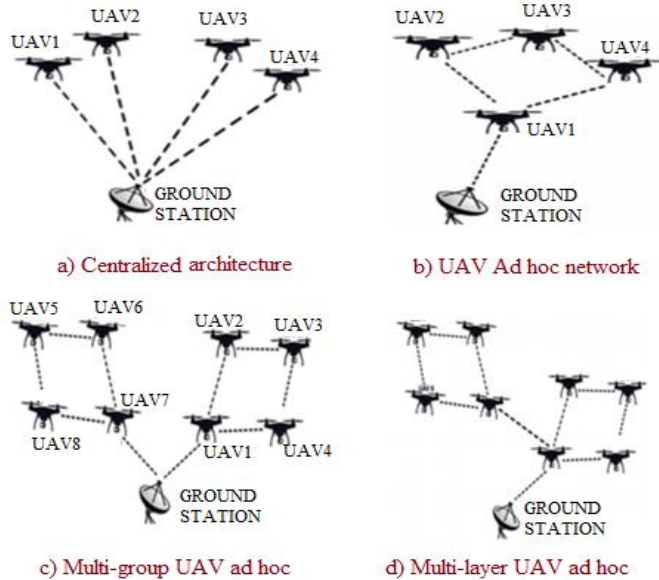 UAV1
UAV2
UAV3
UAV4
GROUND
STATION
a) Centralized architecture
UAV2
UAV3
UAV4
UAV1
GROUND
STATION
b) UAV Ad hoc network
UAV5
UAV6
UAV2
UAV3
UAV7
UAV8
UAV1
UAV4
GROUND
STATION
c) Multi-group UAV ad hoc
GROUND
STATION
d) Multi-layer UAV ad hoc